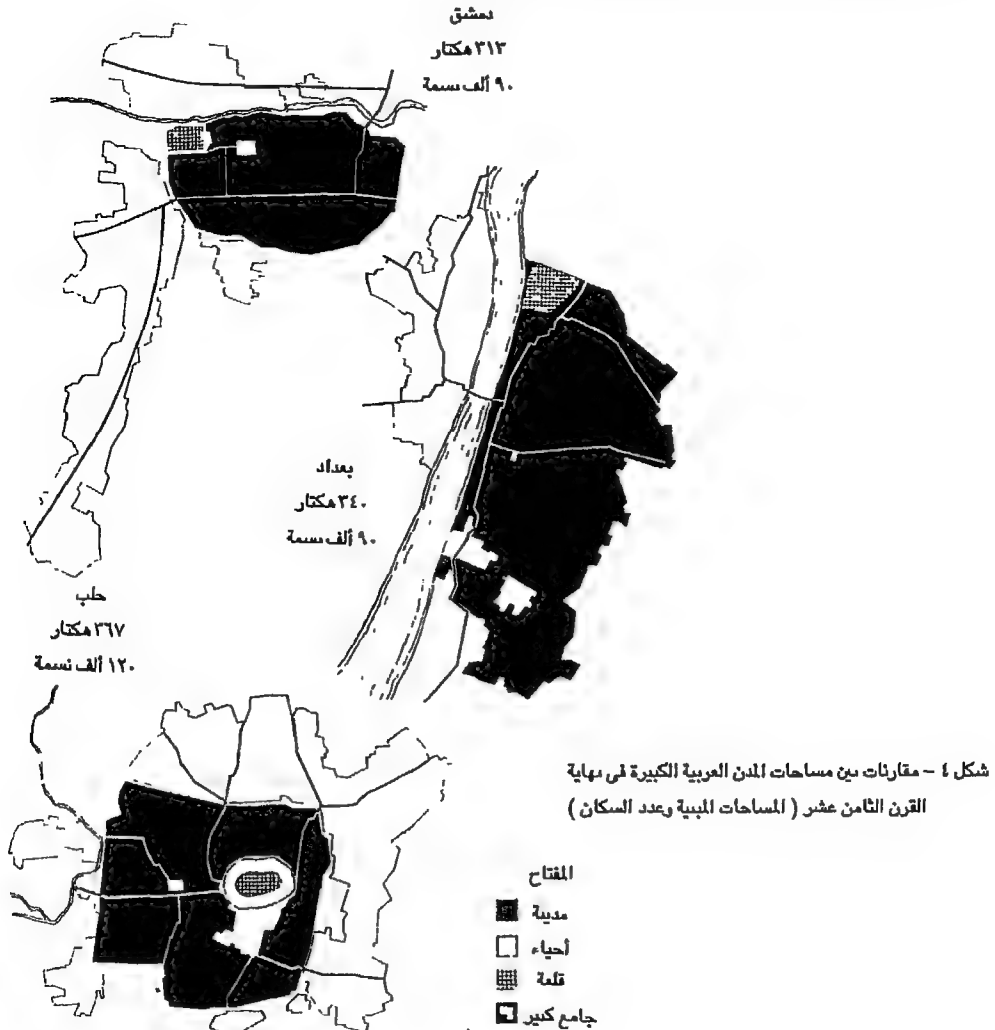 دمشق
٣١٣ هكتار
٩٠ ألف نسمة
بعداد
٣٤٠ هكتار
٩٠ ألف نسمة
حلب
٣٦٧ هكتار
١٢٠ ألف نسمة
شكل ٤ – مقارنات بين مساحات المدن العربية الكبيرة فى نهاية
القرن الثامن عشر ( المساحات المبنية وعدد السكان )
المفتاح
مدينة
أحياء
قلعة
جامع كبير